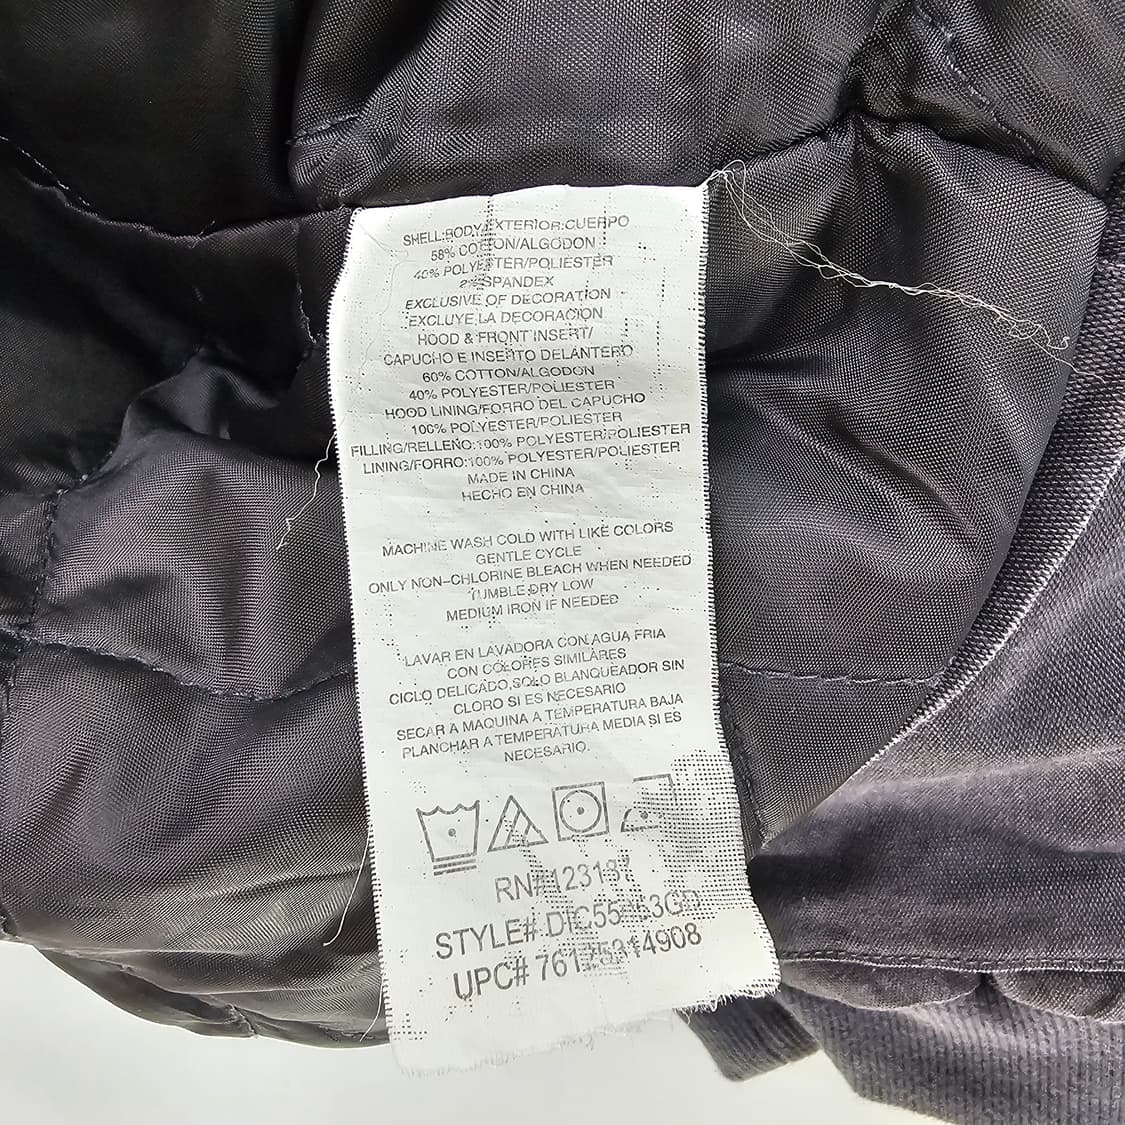 SHELL:BODY/EXTERIOR:CUERPO
58% COTTON/ALGODON
40% POLYESTER/POLIESTER
2% SPANDEX
EXCLUSIVE OF DECORATION
EXCLUYE LA DECORACION
HOOD & FRONT INSERT/
CAPUCHO E INSERTO DELANTERO
60% COTTON/ALGODON
40% POLYESTER/POLIESTER
HOOD LINING/FORRO DEL CAPUCHO
100% POLYESTER/POLIESTER
FILLING/RELLENO:100% POLYESTER/POLIESTER
LINING/FORRO:100% POLYESTER/POLIESTER
MADE IN CHINA
HECHO EN CHINA
MACHINE WASH COLD WITH LIKE COLORS
GENTLE CYCLE
ONLY NON-CHLORINE BLEACH WHEN NEEDED
TUMBLE DRY LOW
MEDIUM IRON IF NEEDED
LAVAR EN LAVADORA CON AGUA FRIA
CON COLORES SIMILARES
CICLO DELICADO,SOLO BLANQUEADOR SIN
CLORO SI ES NECESARIO
SECAR A MAQUINA A TEMPERATURA BAJA
PLANCHAR A TEMPERATURA MEDIA SI ES
NECESARIO.
RN#123187
STYLE#
UPC#